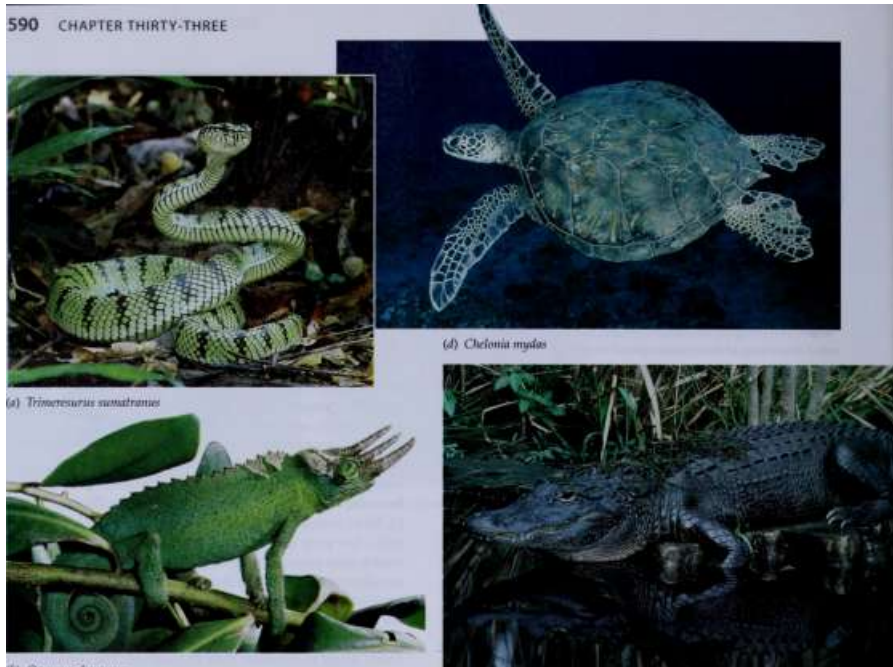 590 CHAPTER THIRTY-THREE
(d) Chelonia mydas
(a) Trimeresurus sumatranus